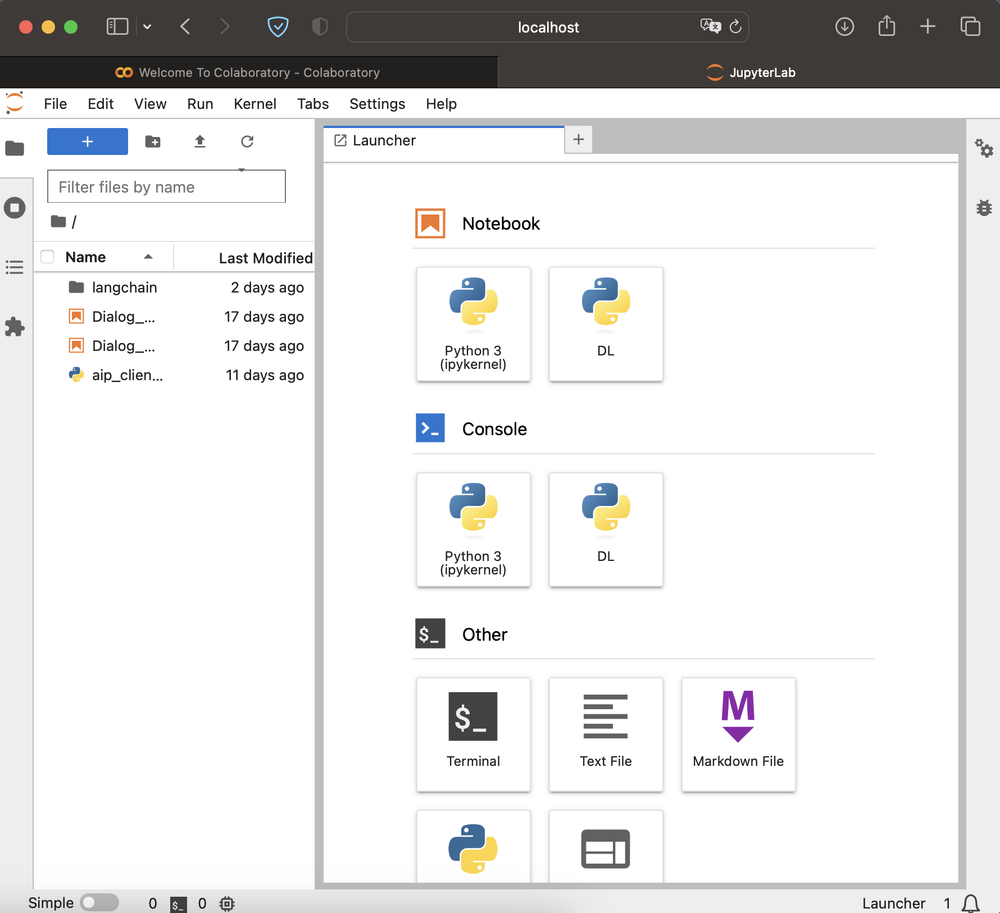 localhost
Welcome To Colaboratory - Colaboratory
JupyterLab
File Edit View Run Kernel Tabs Settings Help
Launcher
Filter files by name
/
Name Last Modified
langchain 2 days ago
Dialog_... 17 days ago
Dialog_... 17 days ago
aip_clien... 11 days ago
Notebook
Python 3
(ipykernel)
DL
Console
Python 3
(ipykernel)
DL
$_ Other
$_
Terminal
Text File
M
Markdown File
Simple 0 $_ 0 Launcher 1